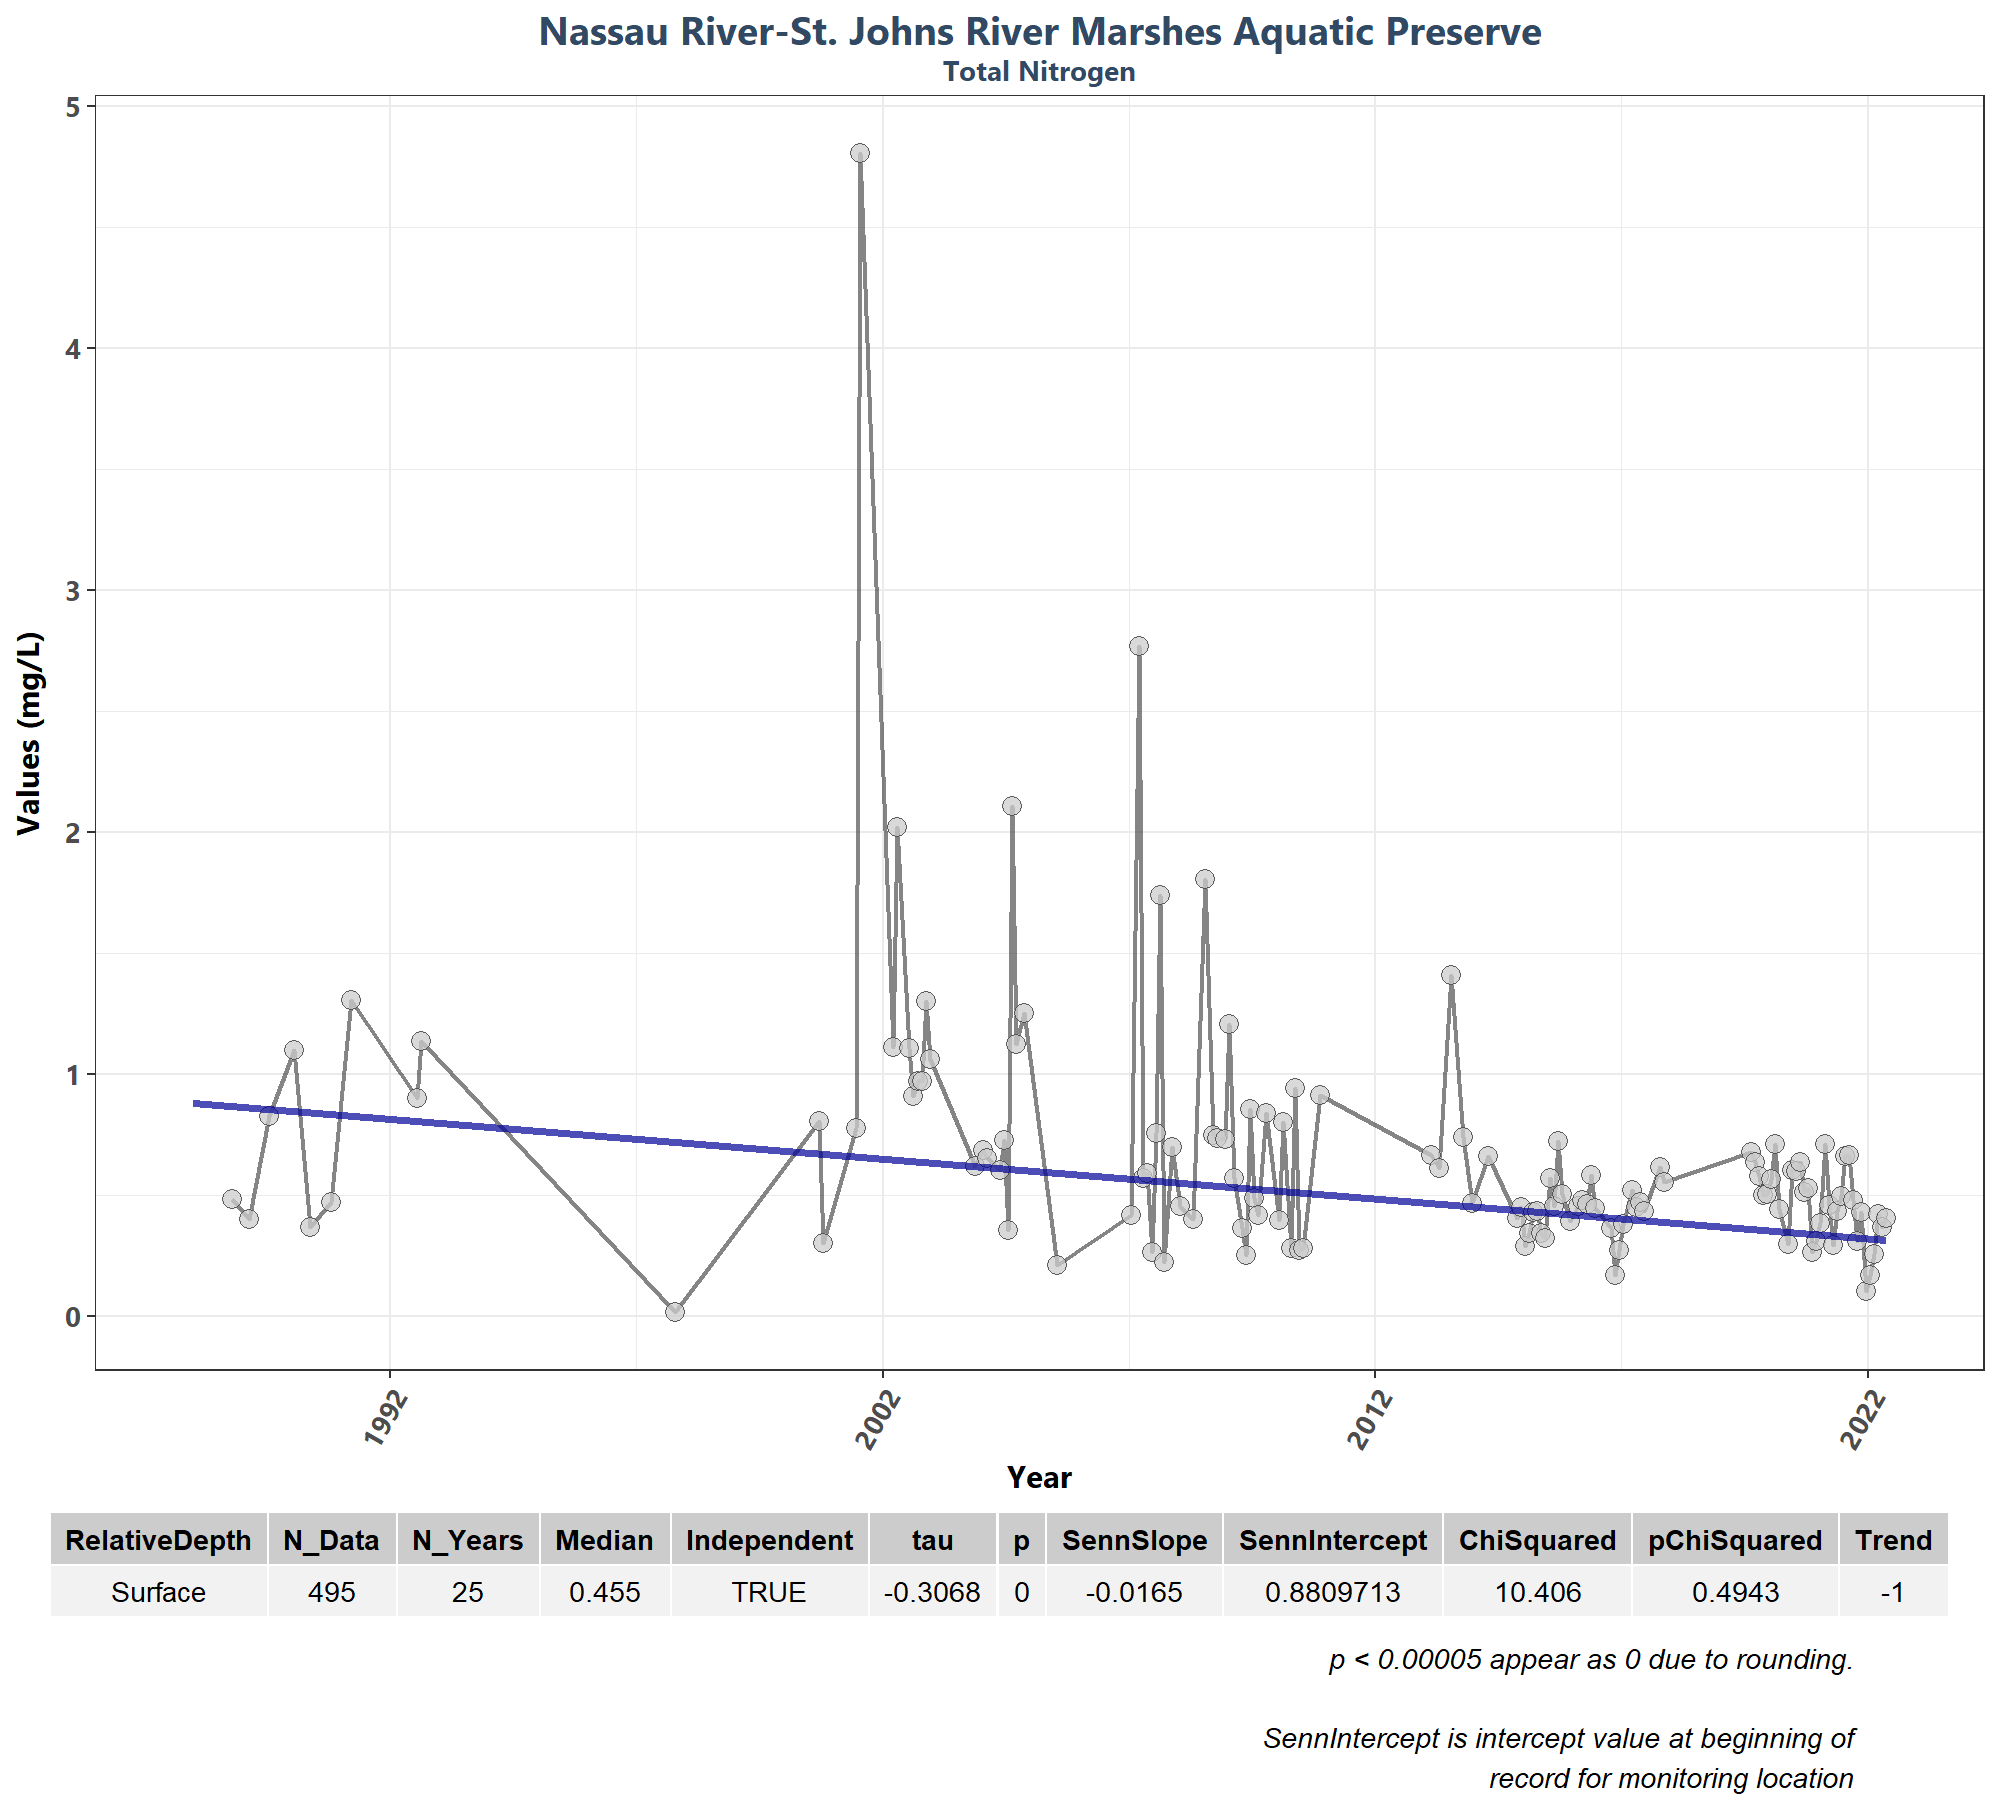 Nassau River-St. Johns River Marshes Aquatic Preserve
Total Nitrogen
5
4
3
2
1
0
Values (mg/L)
1992 2002 2012 2022
Year
RelativeDepth N_Data N_Years Median Independent tau p SennSlope SennIntercept ChiSquared pChiSquared Trend
Surface 495 25 0.455 TRUE -0.3068 0 -0.0165 0.8809713 10.406 0.4943 -1
p < 0.00005 appear as 0 due to rounding.
SennIntercept is intercept value at beginning of
record for monitoring location